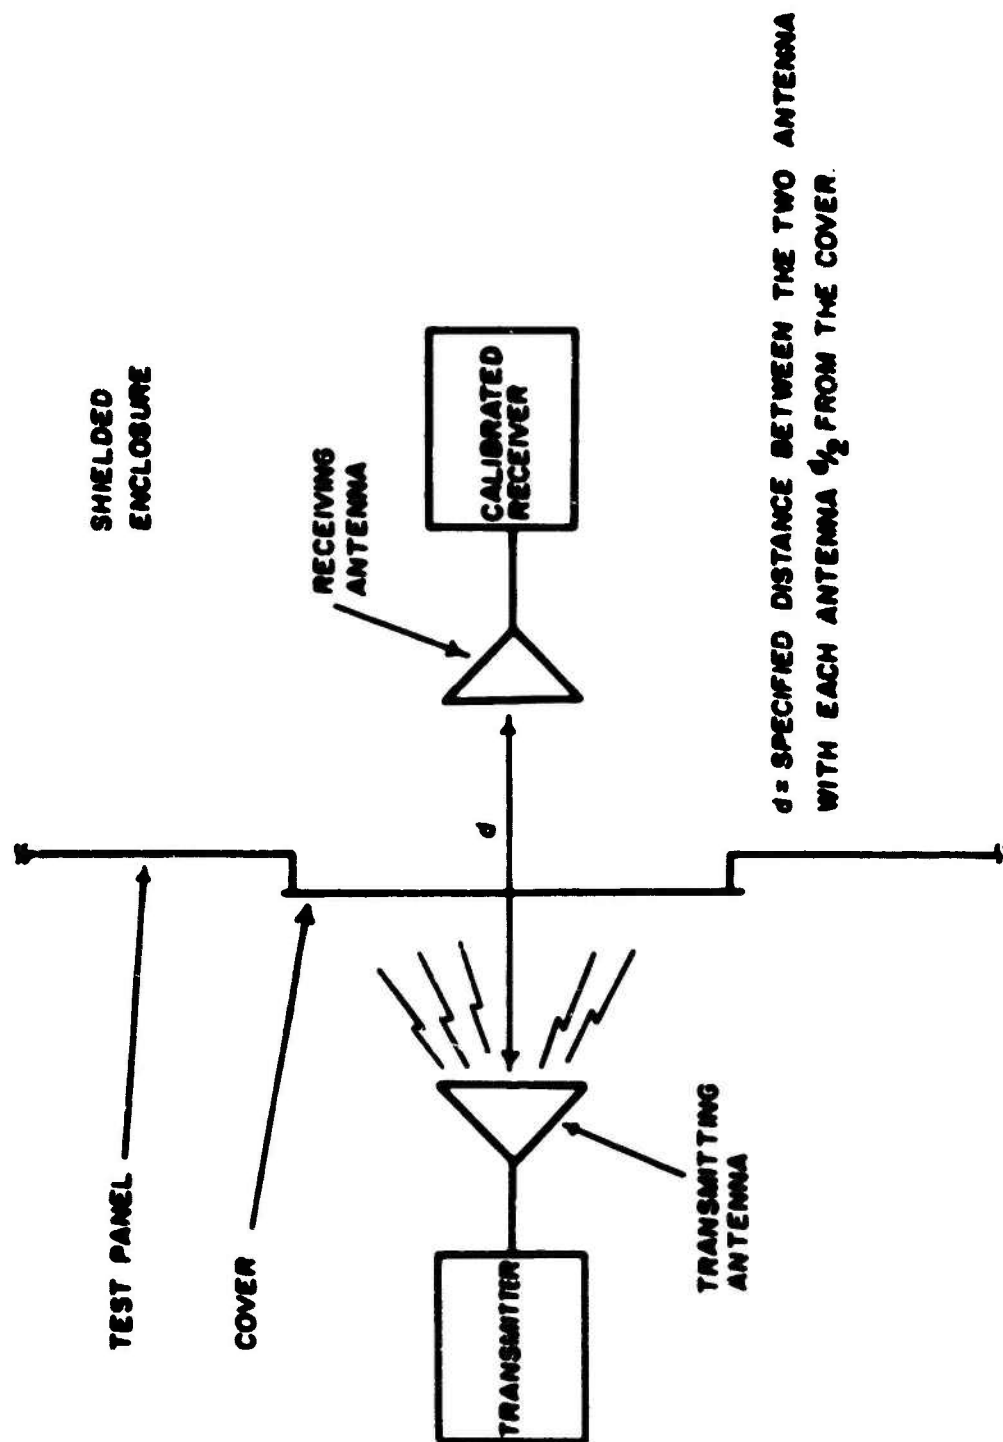 SHIELDED
ENCLOSURE
TEST PANEL
COVER
RECEIVING
ANTENNA
d
TRANSMITTER
CALIBRATED
RECEIVER
TRANSMITTING
ANTENNA
d = SPECIFIED DISTANCE BETWEEN THE TWO ANTENNA
WITH EACH ANTENNA d/2 FROM THE COVER.